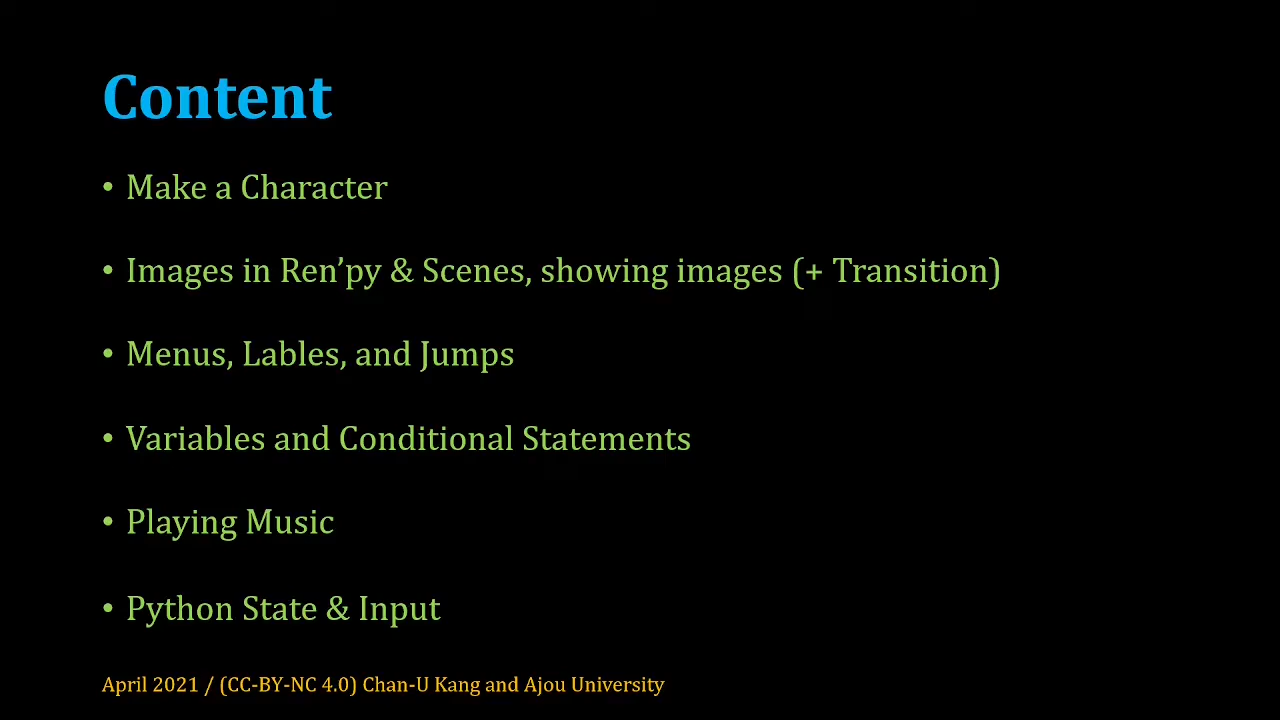 Content
• Make a Character
• Images in Ren’py & Scenes, showing images (+ Transition)
• Menus, Lables, and Jumps
• Variables and Conditional Statements
• Playing Music
• Python State & Input
April 2021 / (CC-BY-NC 4.0) Chan-U Kang and Ajou University